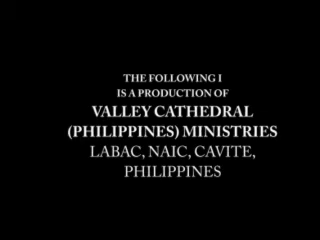 THE FOLLOWING I
IS A PRODUCTION OF
VALLEY CATHEDRAL
(PHILIPPINES) MINISTRIES
LABAC, NAIC, CAVITE,
PHILIPPINES